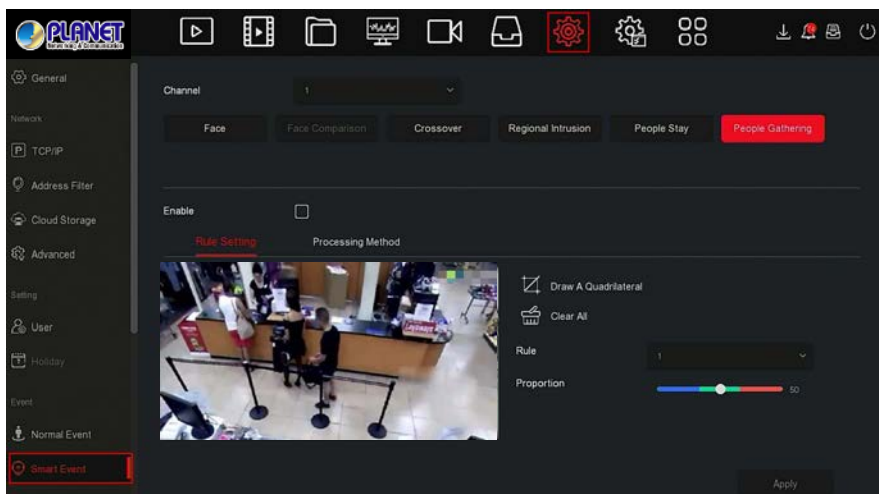 PLANET
Networking & Communication
General
Network
TCP/IP
Address Filter
Cloud Storage
Advanced
Setting
User
Holiday
Event
Normal Event
Smart Event
Channel 1
Face Face Comparison Crossover Regional Intrusion People Stay People Gathering
Enable
Rule Setting Processing Method
Draw A Quadrilateral
Clear All
Rule 1
Proportion 50
Apply